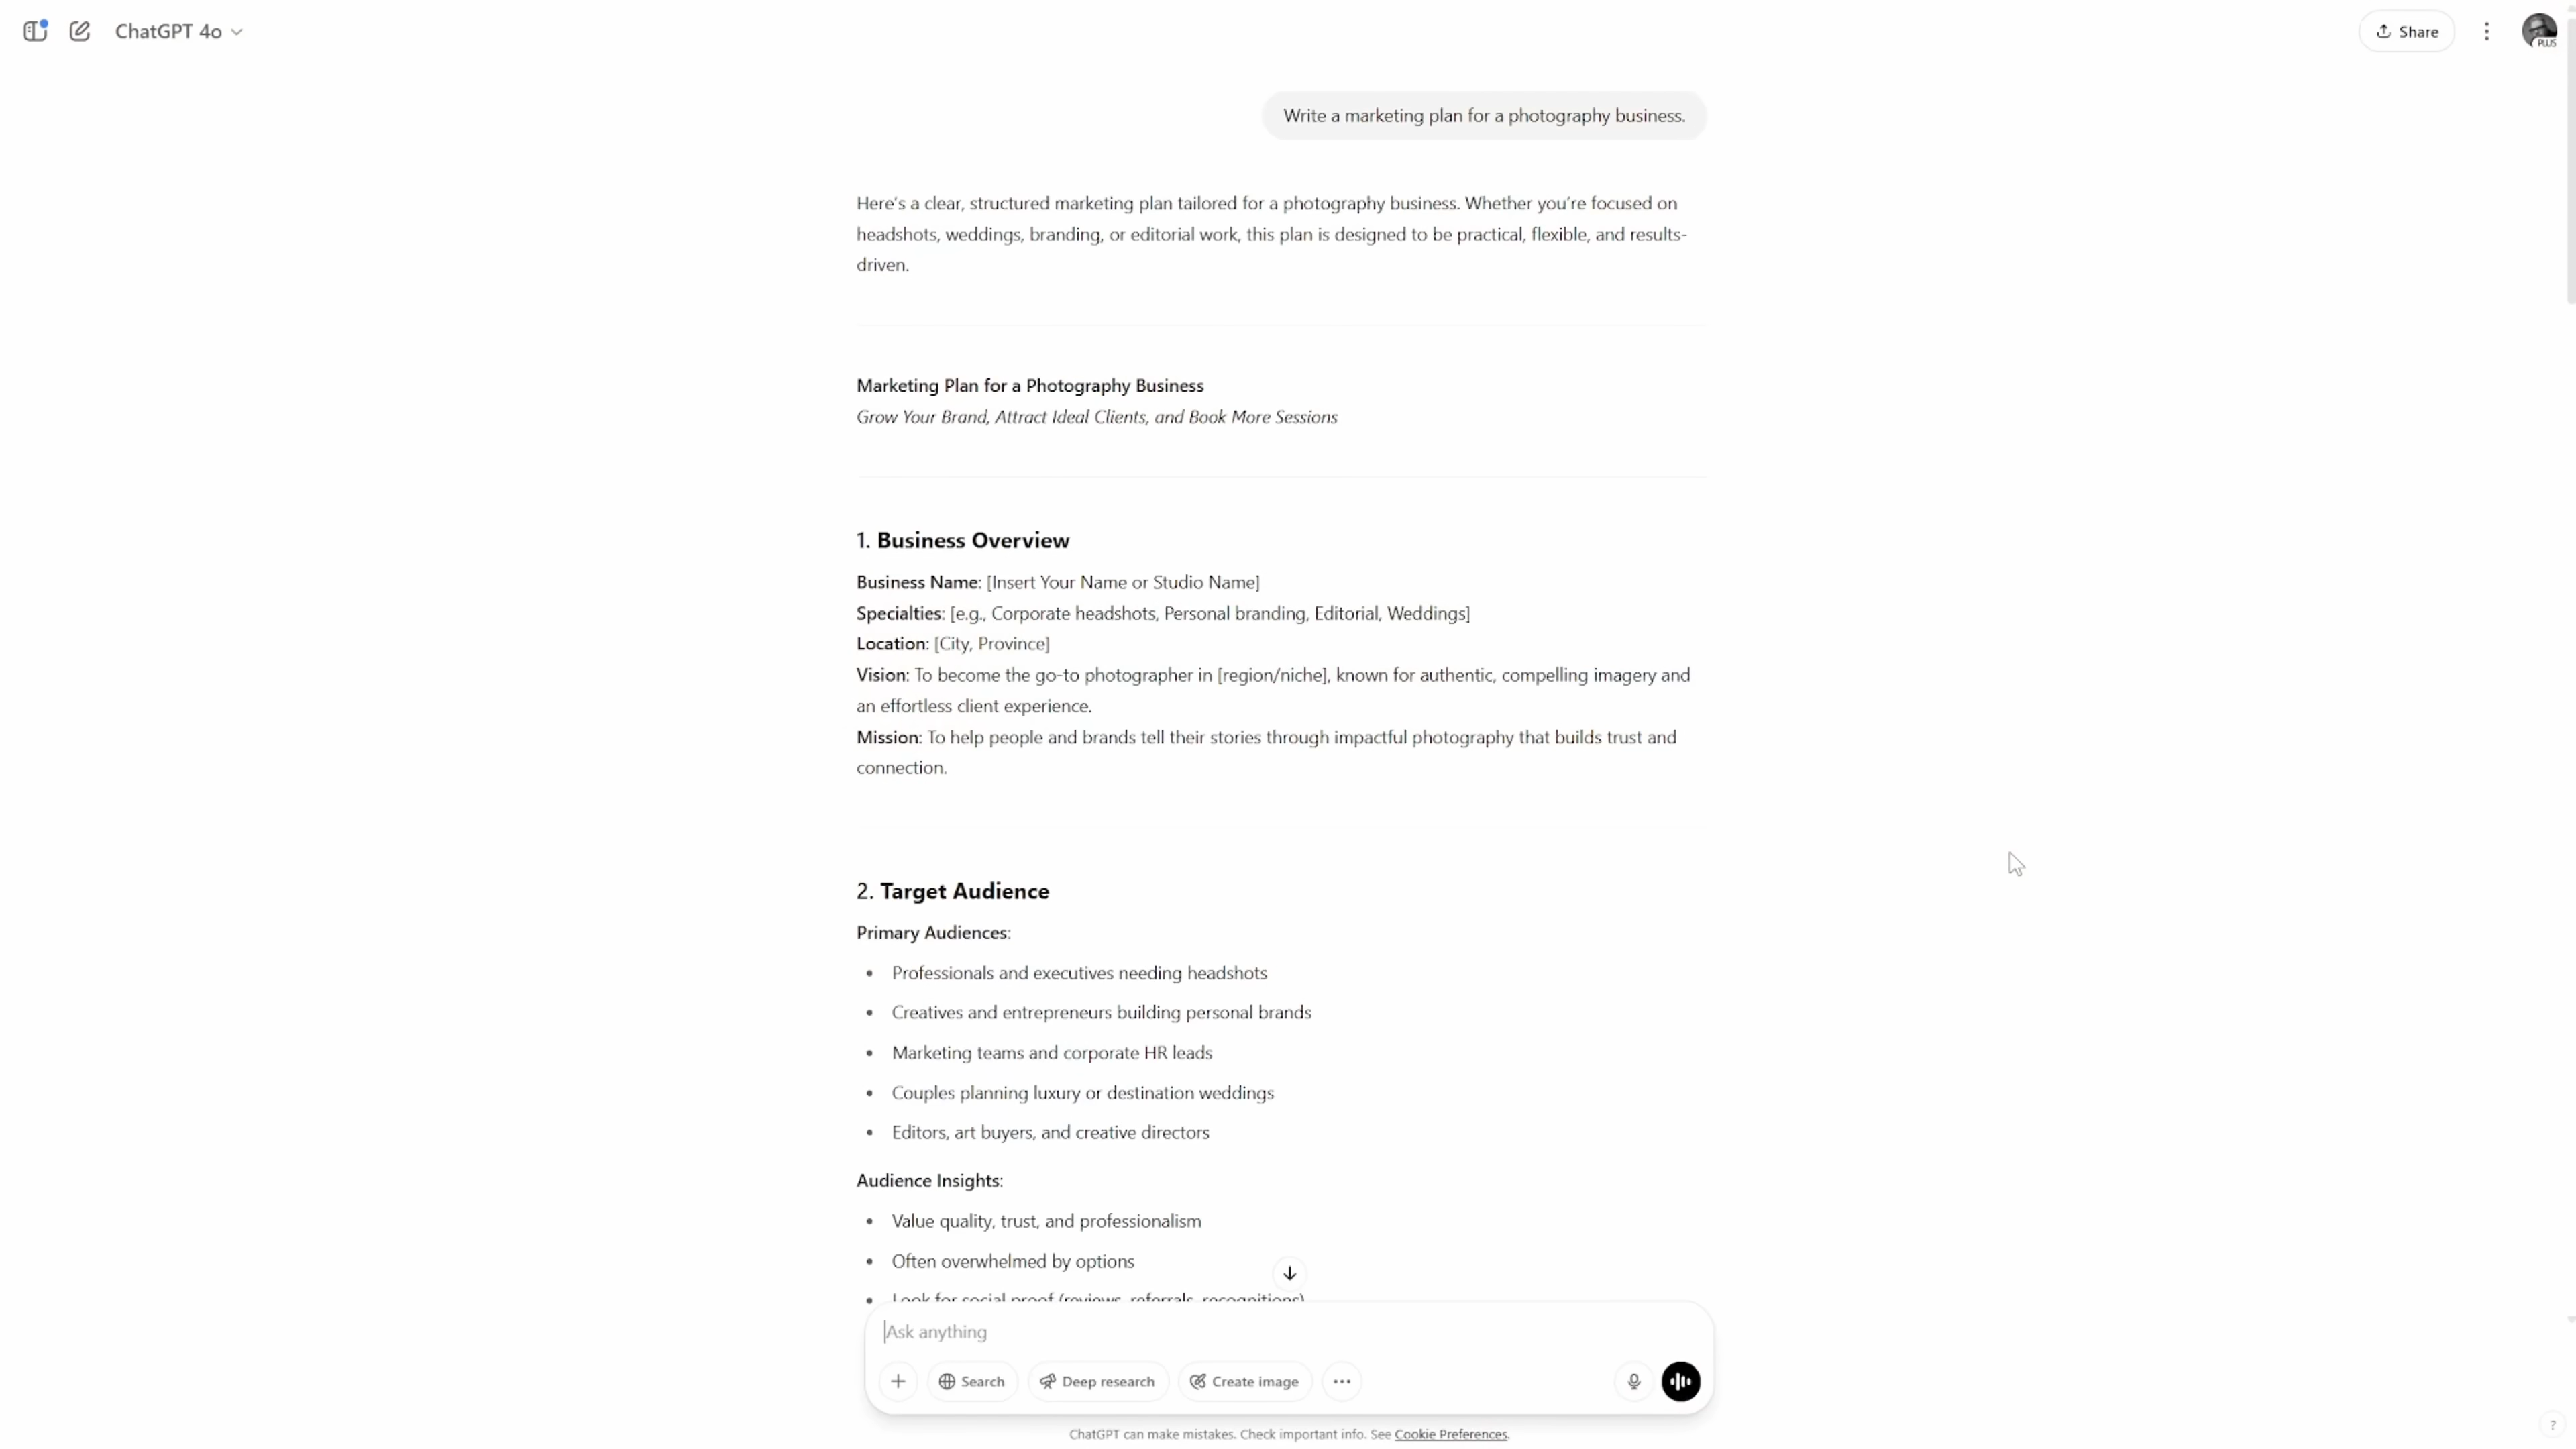 ChatGPT 4o
Share
PLUS
Write a marketing plan for a photography business.
Here's a clear, structured marketing plan tailored for a photography business. Whether you're focused on
headshots, weddings, branding, or editorial work, this plan is designed to be practical, flexible, and results-
driven.
Marketing Plan for a Photography Business
Grow Your Brand, Attract Ideal Clients, and Book More Sessions
1. Business Overview
Business Name: [Insert Your Name or Studio Name]
Specialties: [e.g., Corporate headshots, Personal branding, Editorial, Weddings]
Location: [City, Province]
Vision: To become the go-to photographer in [region/niche], known for authentic, compelling imagery and
an effortless client experience.
Mission: To help people and brands tell their stories through impactful photography that builds trust and
connection.
2. Target Audience
Primary Audiences:
• Professionals and executives needing headshots
• Creatives and entrepreneurs building personal brands
• Marketing teams and corporate HR leads
• Couples planning luxury or destination weddings
• Editors, art buyers, and creative directors
Audience Insights:
• Value quality, trust, and professionalism
• Often overwhelmed by options
• Look for social proof (reviews, referrals, recognitions)
Ask anything
Search
Deep research
Create image
ChatGPT can make mistakes. Check important info. See Cookie Preferences.
?